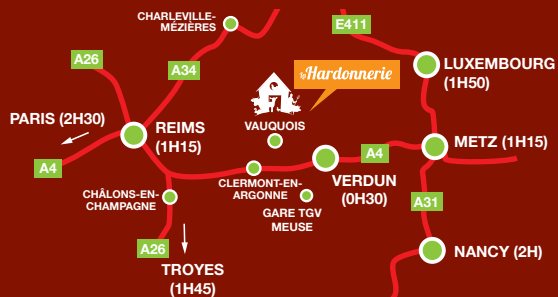 CHARLEVILLE-
MÉZIÈRES
E411
A26
A34
LUXEMBOURG
(1H50)
la Hardonnerie
PARIS (2H30)
REIMS
(1H15)
VAUQUOIS
A4
METZ (1H15)
A4
CLERMONT-EN-
ARGONNE
VERDUN
(0H30)
CHÂLONS-EN-
CHAMPAGNE
GARE TGV
MEUSE
A31
A26
TROYES
(1H45)
NANCY (2H)